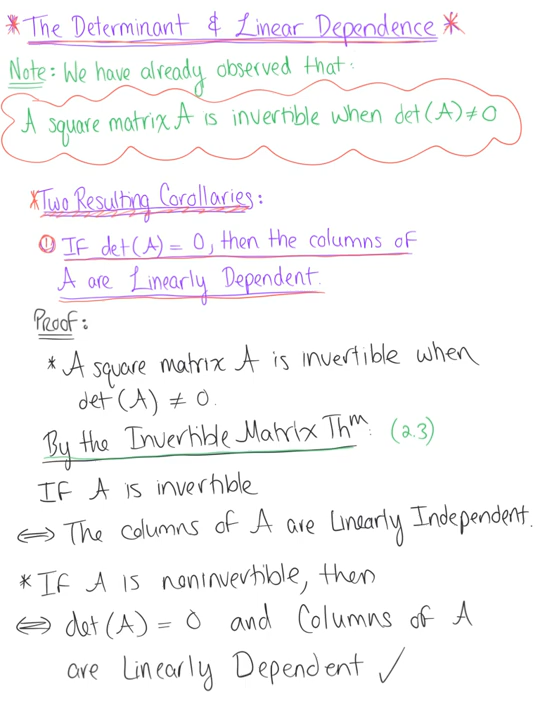 * The Determinant & Linear Dependence *
Note: We have already observed that:
A square matrix A is invertible when det(A) ≠ 0
* Two Resulting Corollaries:
① IF det(A) = 0, then the columns of
A are Linearly Dependent.
Proof:
* A square matrix A is invertible when
det(A) ≠ 0.
By the Invertible Matrix Thᵐ: (2.3)
IF A is invertible
⟺ The columns of A are Linearly Independent.
* If A is noninvertible, then
⟺ det(A) = 0 and Columns of A
are Linearly Dependent ✓